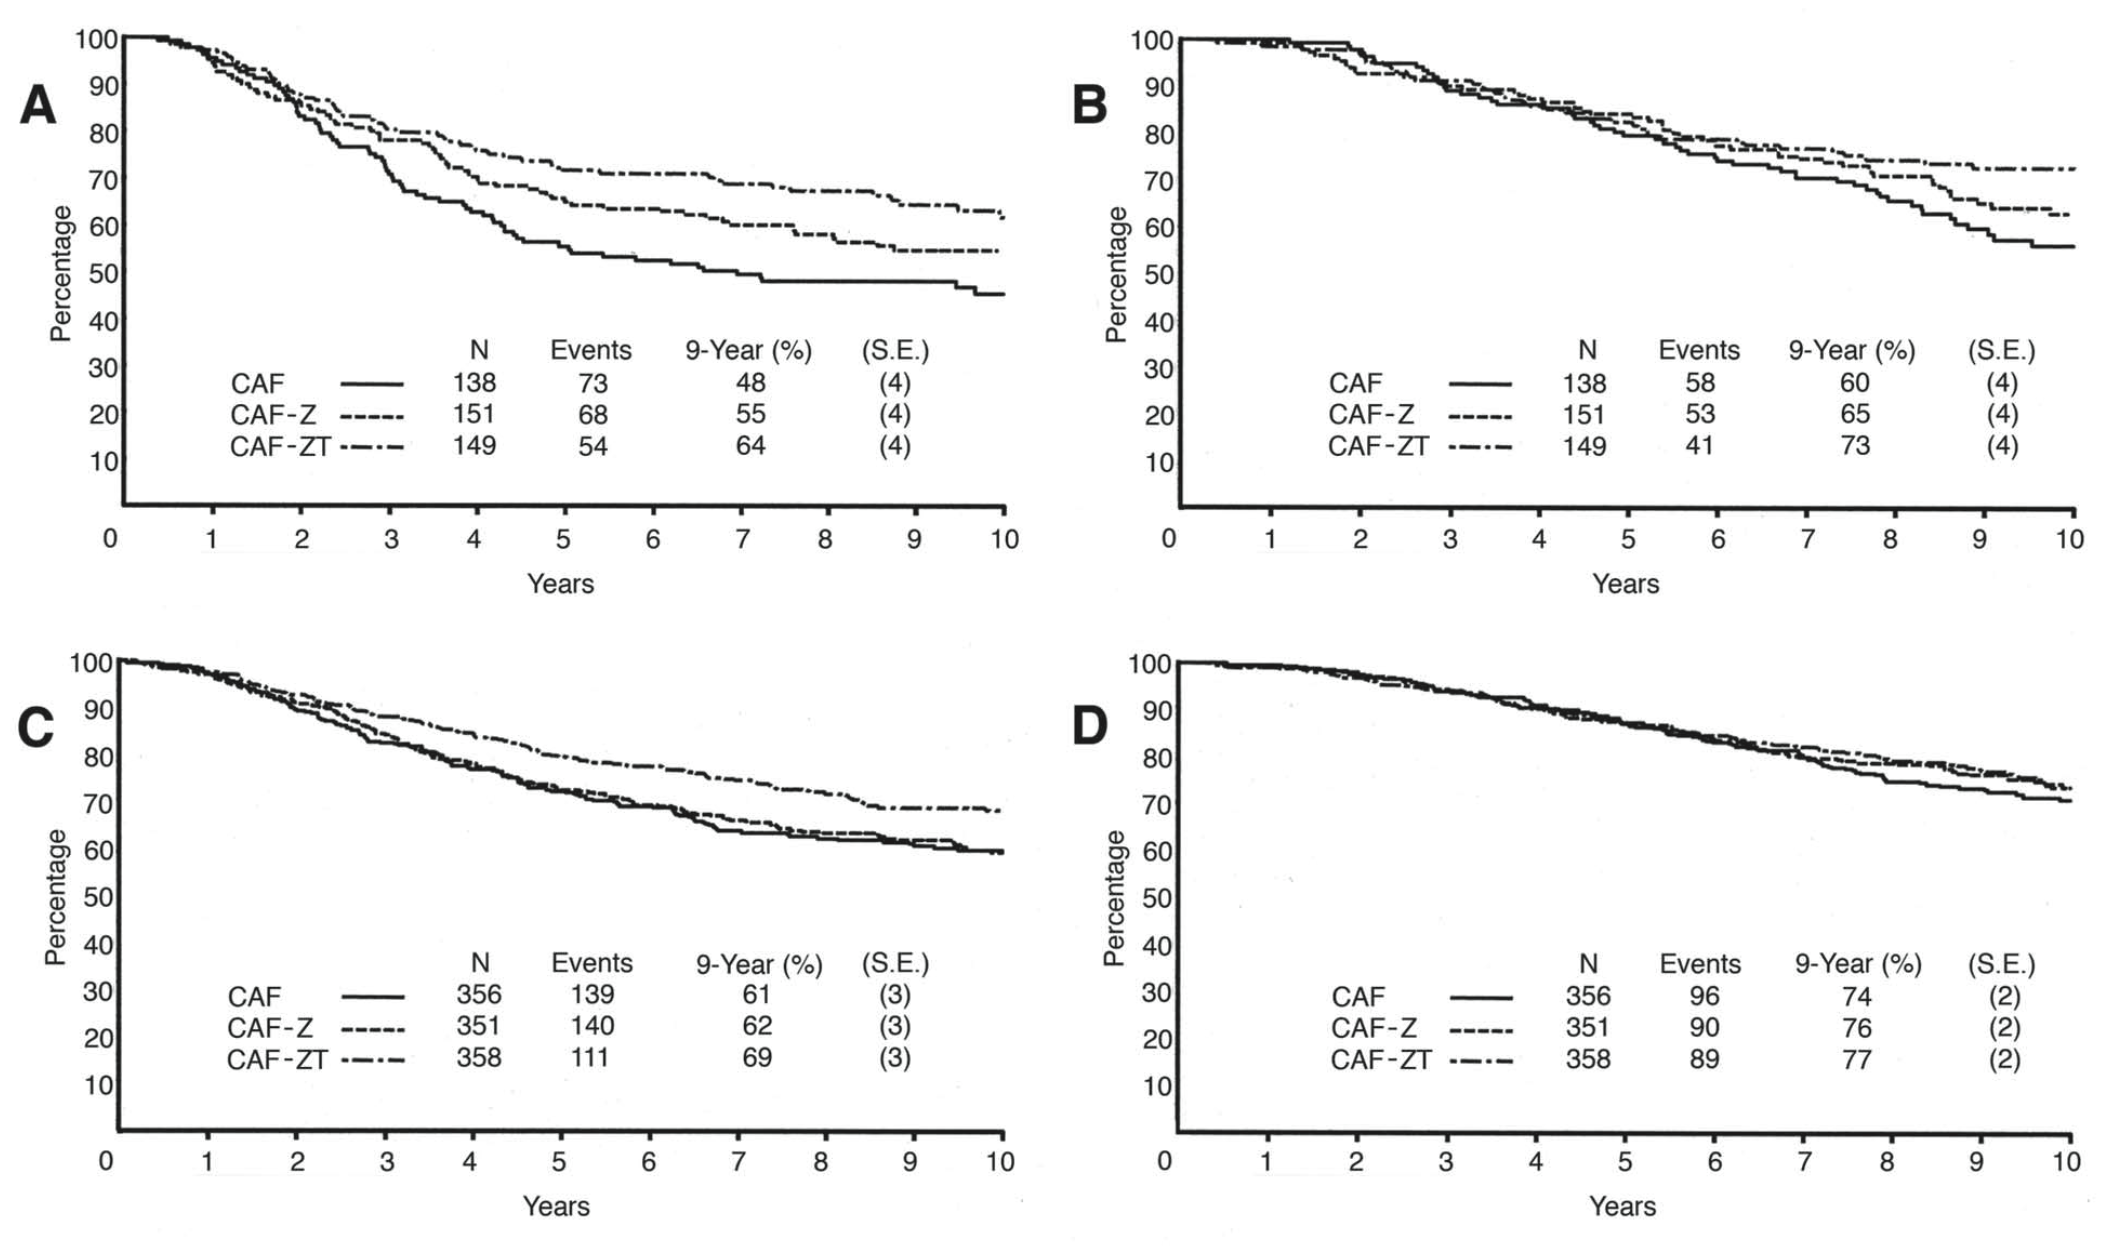 A
Percentage
100
90
80
70
60
50
40
30
20
10
0
N Events 9-Year (%) (S.E.)
CAF 138 73 48 (4)
CAF-Z 151 68 55 (4)
CAF-ZT 149 54 64 (4)
1 2 3 4 5 6 7 8 9 10
Years
B
Percentage
100
90
80
70
60
50
40
30
20
10
0
N Events 9-Year (%) (S.E.)
CAF 138 58 60 (4)
CAF-Z 151 53 65 (4)
CAF-ZT 149 41 73 (4)
1 2 3 4 5 6 7 8 9 10
Years
C
Percentage
100
90
80
70
60
50
40
30
20
10
0
N Events 9-Year (%) (S.E.)
CAF 356 139 61 (3)
CAF-Z 351 140 62 (3)
CAF-ZT 358 111 69 (3)
1 2 3 4 5 6 7 8 9 10
Years
D
Percentage
100
90
80
70
60
50
40
30
20
10
0
N Events 9-Year (%) (S.E.)
CAF 356 96 74 (2)
CAF-Z 351 90 76 (2)
CAF-ZT 358 89 77 (2)
1 2 3 4 5 6 7 8 9 10
Years